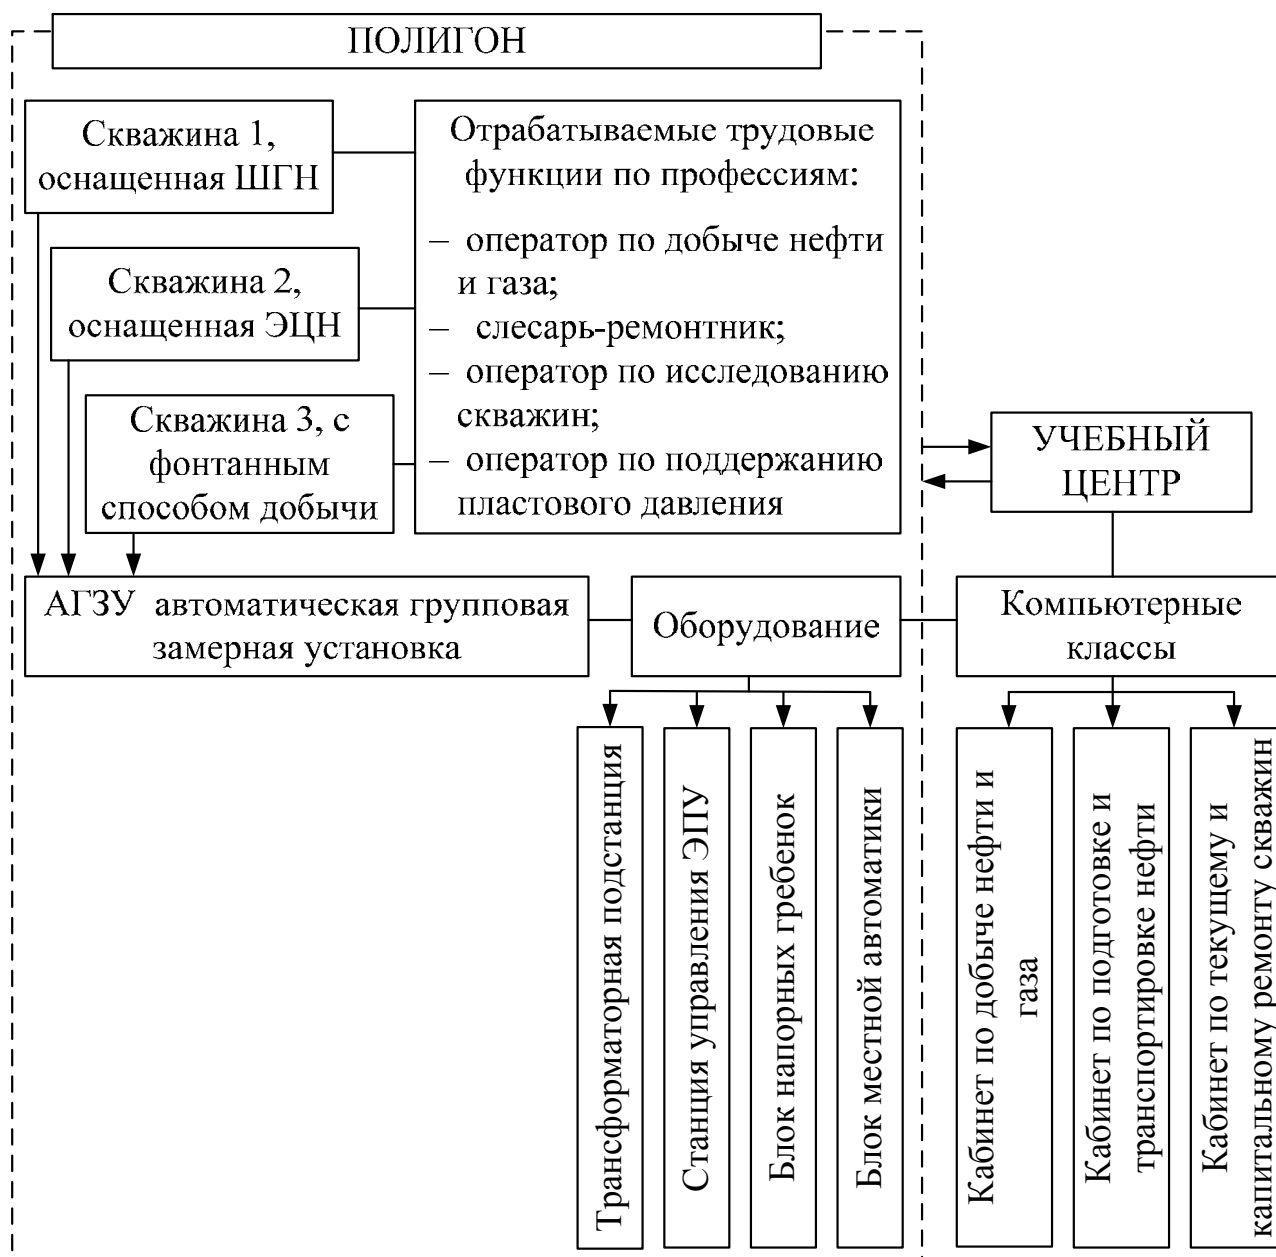 ПОЛИГОН
Скважина 1,
оснащенная ШГН
Скважина 2,
оснащенная ЭЦН
Скважина 3, с
фонтанным
способом добычи
Отрабатываемые трудовые
функции по профессиям:
– оператор по добыче нефти
и газа;
– слесарь-ремонтник;
– оператор по исследованию
скважин;
– оператор по поддержанию
пластового давления
УЧЕБНЫЙ
ЦЕНТР
АГЗУ автоматическая групповая
замерная установка
Оборудование
Компьютерные
классы
Трансформаторная подстанция
Станция управления ЭПУ
Блок напорных гребенок
Блок местной автоматики
Кабинет по добыче нефти и
газа
Кабинет по подготовке и
транспортировке нефти
Кабинет по текущему и
капитальному ремонту скважин